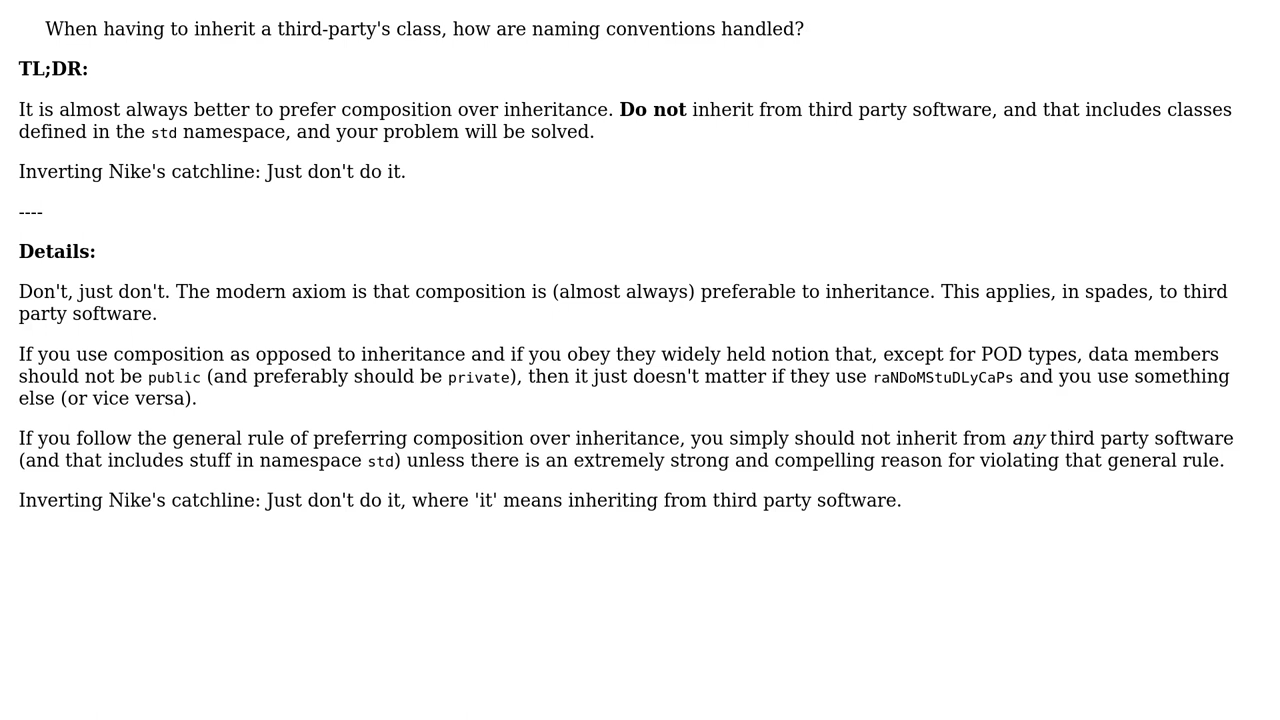 When having to inherit a third-party's class, how are naming conventions handled?
TL;DR:
It is almost always better to prefer composition over inheritance. Do not inherit from third party software, and that includes classes
defined in the std namespace, and your problem will be solved.
Inverting Nike's catchline: Just don't do it.
----
Details:
Don't, just don't. The modern axiom is that composition is (almost always) preferable to inheritance. This applies, in spades, to third
party software.
If you use composition as opposed to inheritance and if you obey they widely held notion that, except for POD types, data members
should not be public (and preferably should be private), then it just doesn't matter if they use raNDoMStuDLyCaPs and you use something
else (or vice versa).
If you follow the general rule of preferring composition over inheritance, you simply should not inherit from any third party software
(and that includes stuff in namespace std) unless there is an extremely strong and compelling reason for violating that general rule.
Inverting Nike's catchline: Just don't do it, where 'it' means inheriting from third party software.